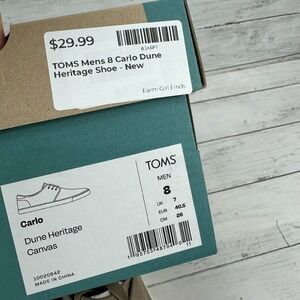 $29.99
TOMS Mens 8 Carlo Dune
Heritage Shoe - New
Farm Girl Finds
TOMS
MEN
8
UK 7
EUR 40.5
CM 26
Carlo
Dune Heritage
Canvas
10020842
MADE IN CHINA